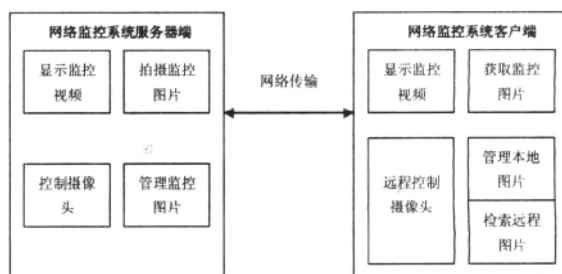 网络监控系统服务器端
显示监控
视频
拍摄监控
图片
控制摄像
头
管理监控
图片
网络传输
网络监控系统客户端
显示监控
视频
获取监控
图片
远程控制
摄像头
管理本地
图片
检索远程
图片